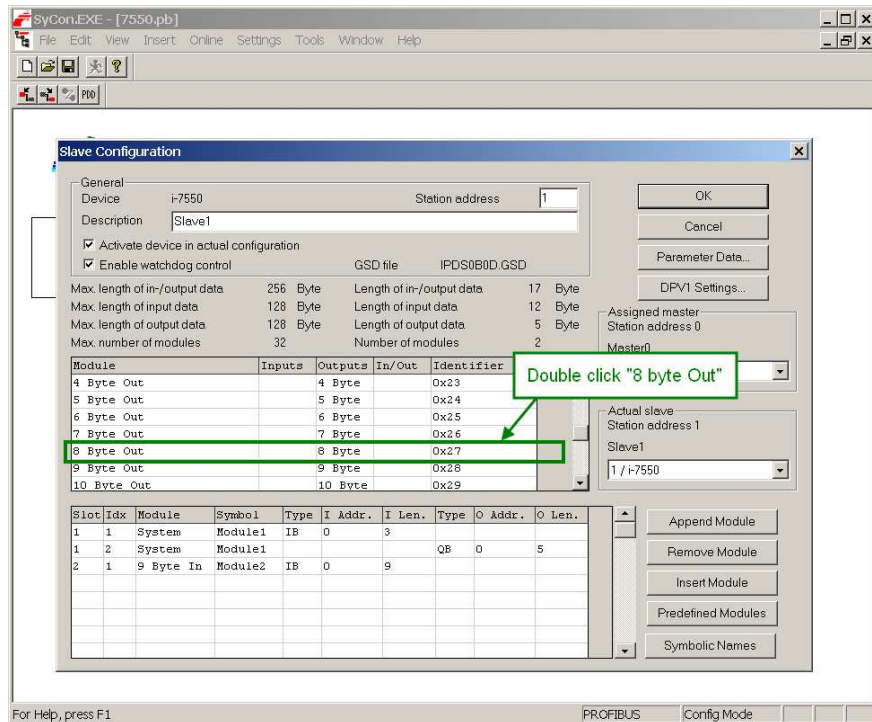 SyCon.EXE - [7550.pb]
File Edit View Insert Online Settings Tools Window Help
PDD
Slave Configuration
General
Device i-7550 Station address 1
Description Slave1
Activate device in actual configuration
Enable watchdog control GSD file IPDS0B0D.GSD
OK
Cancel
Parameter Data...
DPV1 Settings...
Max. length of in-/output data 256 Byte Length of in-/output data 17 Byte
Max. length of input data 128 Byte Length of input data 12 Byte
Max. length of output data 128 Byte Length of output data 5 Byte
Max. number of modules 32 Number of modules 2
Assigned master
Station address 0
Master0
Module Inputs Outputs In/Out Identifier
4 Byte Out 4 Byte 0x23
5 Byte Out 5 Byte 0x24
6 Byte Out 6 Byte 0x25
7 Byte Out 7 Byte 0x26
8 Byte Out 8 Byte 0x27
9 Byte Out 9 Byte 0x28
10 Byte Out 10 Byte 0x29
Double click "8 byte Out"
Actual slave
Station address 1
Slave1
1 / i-7550
Slot Idx Module Symbol Type I Addr. I Len. Type O Addr. O Len.
1 1 System Module1 IB 0 3
1 2 System Module1 QB 0 5
2 1 9 Byte In Module2 IB 0 9
Append Module
Remove Module
Insert Module
Predefined Modules
Symbolic Names
For Help, press F1 PROFIBUS Config Mode